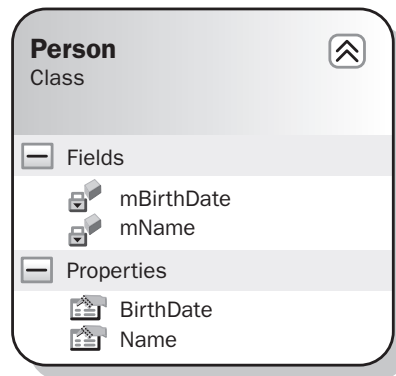 Person
Class
Fields
mBirthDate
mName
Properties
BirthDate
Name